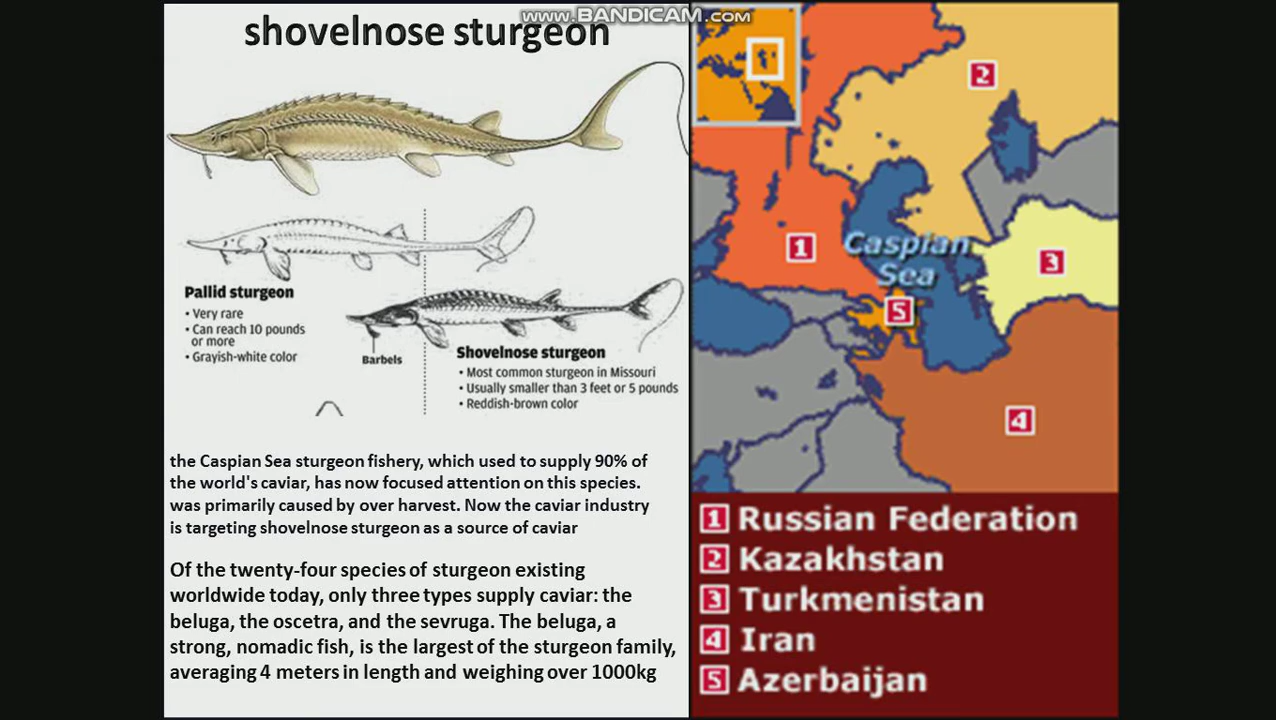 www.BANDICAM.com
shovelnose sturgeon
Pallid sturgeon
• Very rare
• Can reach 10 pounds
or more
• Grayish-white color
Barbels
Shovelnose sturgeon
• Most common sturgeon in Missouri
• Usually smaller than 3 feet or 5 pounds
• Reddish-brown color
the Caspian Sea sturgeon fishery, which used to supply 90% of
the world's caviar, has now focused attention on this species.
was primarily caused by over harvest. Now the caviar industry
is targeting shovelnose sturgeon as a source of caviar
Of the twenty-four species of sturgeon existing
worldwide today, only three types supply caviar: the
beluga, the oscetra, and the sevruga. The beluga, a
strong, nomadic fish, is the largest of the sturgeon family,
averaging 4 meters in length and weighing over 1000kg
2
1
Caspian
Sea
3
5
4
1 Russian Federation
2 Kazakhstan
3 Turkmenistan
4 Iran
5 Azerbaijan